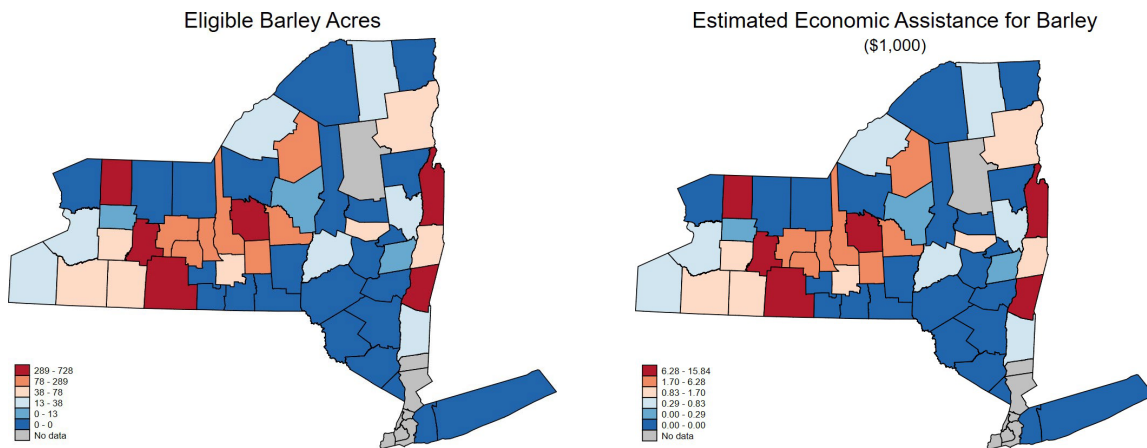 Eligible Barley Acres
289 - 728
78 - 289
38 - 78
13 - 38
0 - 13
0 - 0
No data
Estimated Economic Assistance for Barley
($1,000)
6.28 - 15.84
1.70 - 6.28
0.83 - 1.70
0.29 - 0.83
0.00 - 0.29
0.00 - 0.00
No data